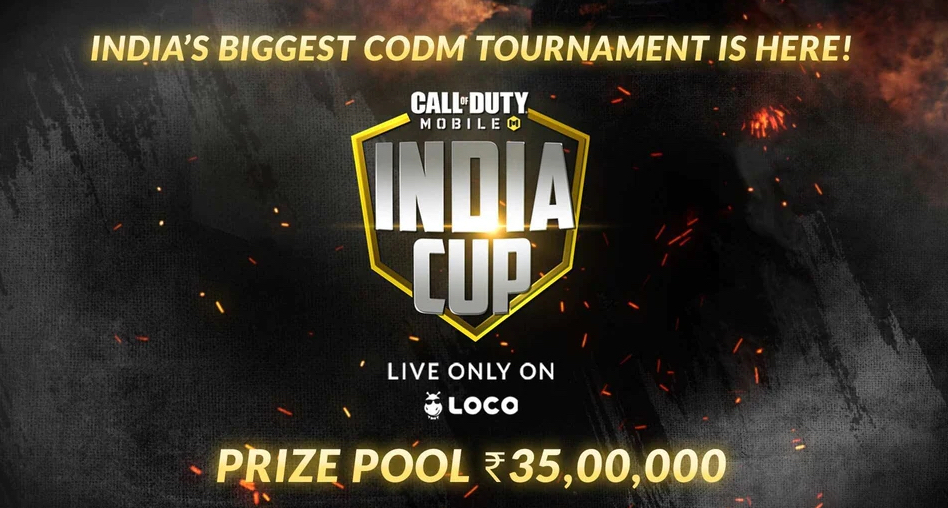 INDIA'S BIGGEST CODM TOURNAMENT IS HERE!
CALL OF DUTY
MOBILE
INDIA
CUP
LIVE ONLY ON
LOCO
PRIZE POOL ₹35,00,000